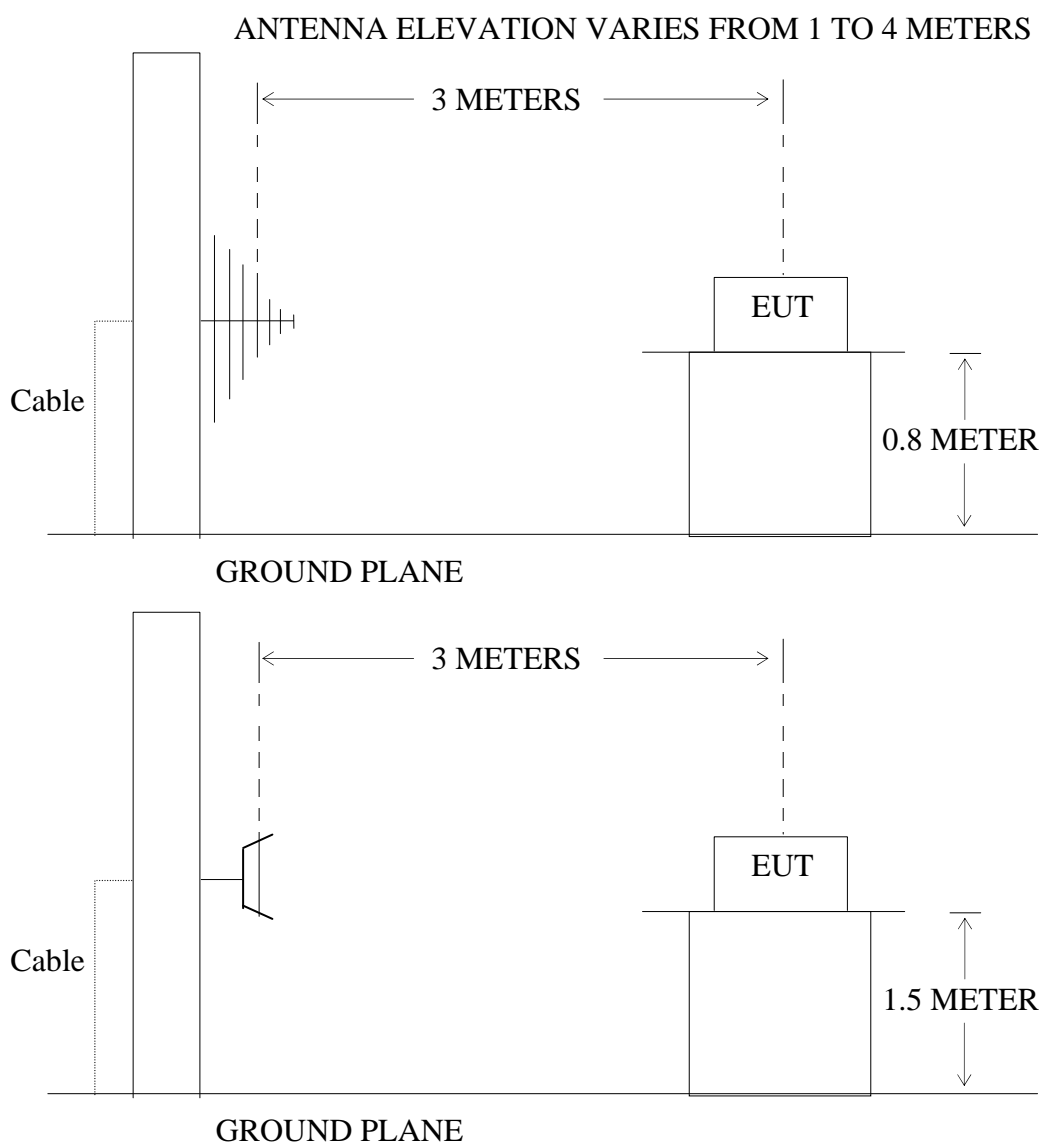 ANTENNA ELEVATION VARIES FROM 1 TO 4 METERS
3 METERS
EUT
Cable
0.8 METER
GROUND PLANE
3 METERS
EUT
Cable
1.5 METER
GROUND PLANE